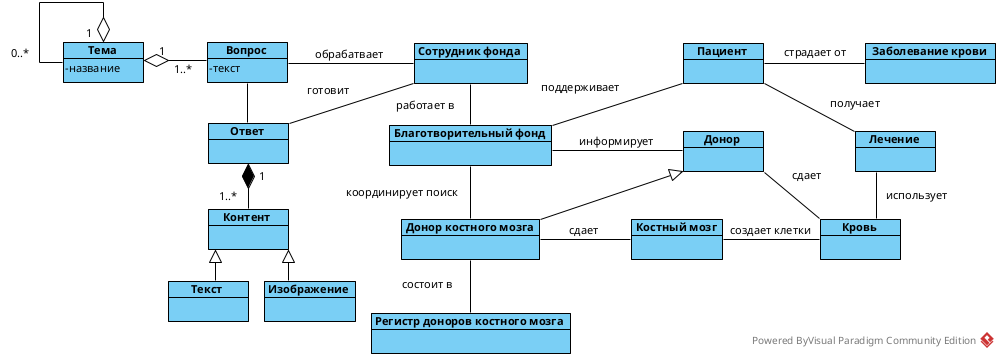 1
0..*
Тема
-название
1
1..*
Вопрос
-текст
обрабатвает
Сотрудник фонда
Пациент
страдает от
Заболевание крови
готовит
работает в
поддерживает
получает
Ответ
Благотворительный фонд
информирует
Донор
Лечение
1
1..*
координирует поиск
сдает
использует
Контент
Донор костного мозга
сдает
Костный мозг
создает клетки
Кровь
Текст
Изображение
состоит в
Регистр доноров костного мозга
Powered ByVisual Paradigm Community Edition